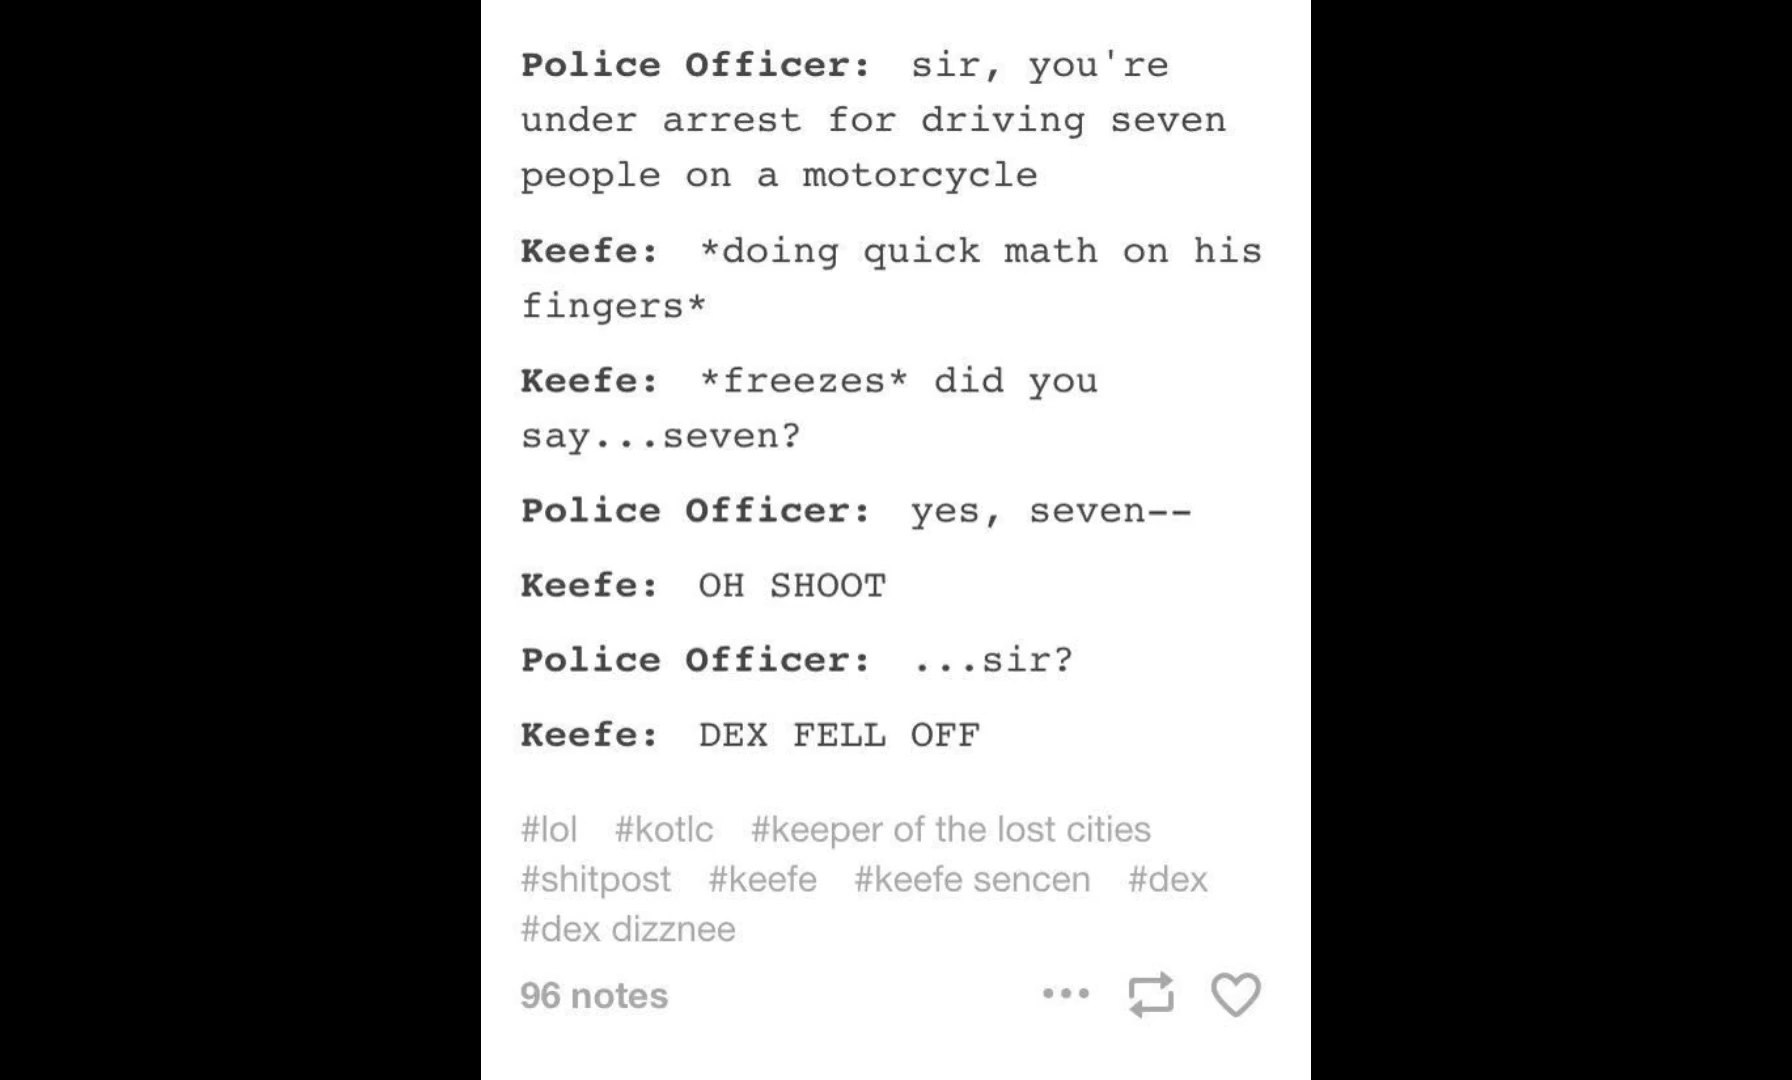 Police Officer: sir, you're
under arrest for driving seven
people on a motorcycle
Keefe: *doing quick math on his
fingers*
Keefe: *freezes* did you
say...seven?
Police Officer: yes, seven--
Keefe: OH SHOOT
Police Officer: ...sir?
Keefe: DEX FELL OFF
#lol #kotlc #keeper of the lost cities
#shitpost #keefe #keefe sencen #dex
#dex dizznee
96 notes